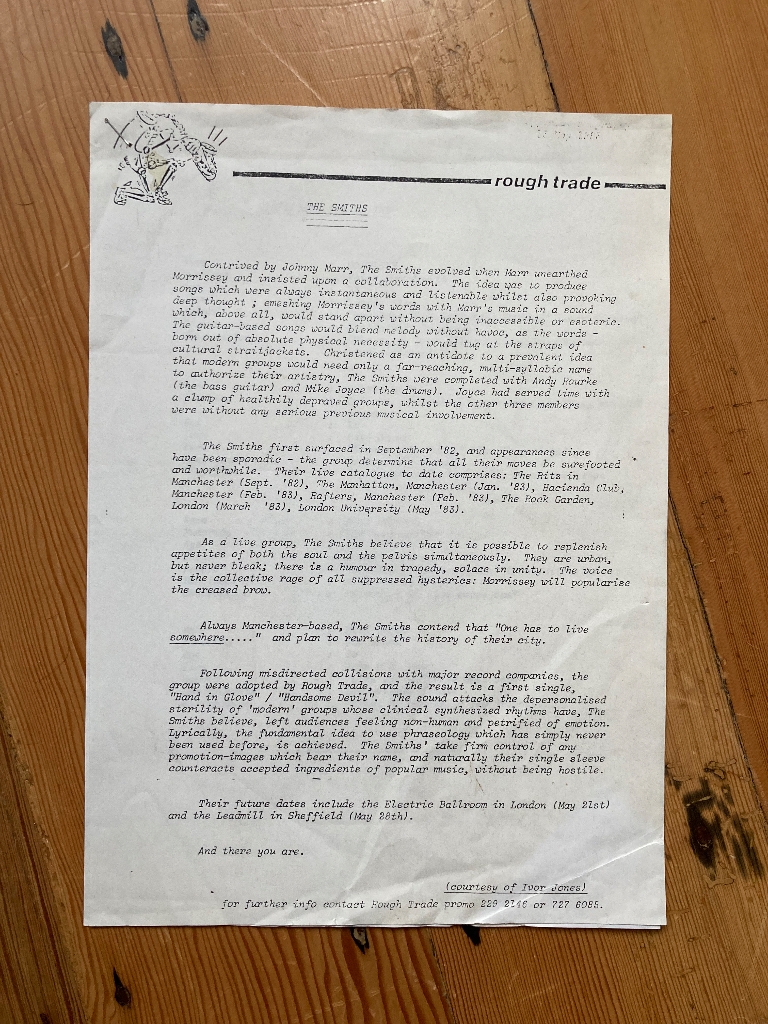 rough trade
THE SMITHS
Contrived by Johnny Marr, The Smiths evolved when Marr unearthed
Morrissey and insisted upon a collaboration. The idea was to produce
songs which were always instantaneous and listenable whilst also provoking
deep thought ; emeshing Morrissey's words with Marr's music in a sound
which, above all, would stand apart without being inaccessible or esoteric.
The guitar-based songs would blend melody without havoc, as the words -
born out of absolute physical necessity - would tug at the straps of
cultural straitjackets. Christened as an antidote to a prevalent idea
that modern groups would need only a far-reaching, multi-syllabic name
to authorize their artistry, The Smiths were completed with Andy Rourke
(the bass guitar) and Mike Joyce (the drums). Joyce had served time with
a clump of healthily depraved groups, whilst the other three members
were without any serious previous musical involvement.
The Smiths first surfaced in September '82, and appearances since
have been sporadic - the group determine that all their moves be surefooted
and worthwhile. Their live catalogue to date comprises: The Ritz in
Manchester (Sept. '82), The Manhattan, Manchester (Jan. '83), Hacienda Club,
Manchester (Feb. '83), Rafters, Manchester (Feb. '83), The Rock Garden,
London (March '83), London University (May '83).
As a live group, The Smiths believe that it is possible to replenish
appetites of both the soul and the pelvis simultaneously. They are urban,
but never bleak; there is a humour in tragedy, solace in unity. The voice
is the collective rage of all suppressed hysterics: Morrissey will popularise
the creased brow.
Always Manchester-based, The Smiths contend that "One has to live
somewhere....." and plan to rewrite the history of their city.
Following misdirected collisions with major record companies, the
group were adopted by Rough Trade, and the result is a first single,
"Hand in Glove" / "Handsome Devil". The sound attacks the depersonalised
sterility of 'modern' groups whose clinical synthesized rhythms have, The
Smiths believe, left audiences feeling non-human and petrified of emotion.
Lyrically, the fundamental idea to use phraseology which has simply never
been used before, is achieved. The Smiths' take firm control of any
promotion-images which bear their name, and naturally their single sleeve
counteracts accepted ingredients of popular music, without being hostile.
Their future dates include the Electric Ballroom in London (May 21st)
and the Leadmill in Sheffield (May 28th).
And there you are.
(courtesy of Ivor Jones)
for further info contact Rough Trade promo 229 2146 or 727 6085.